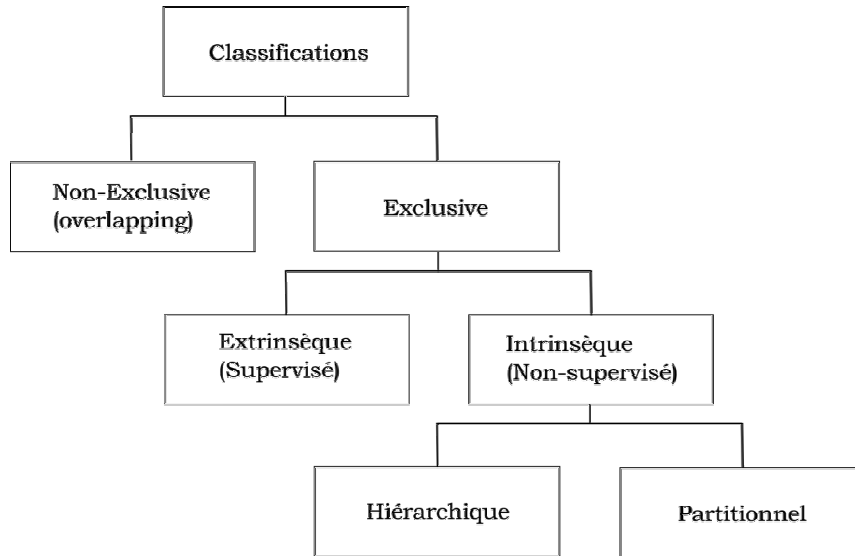 Classifications
Non-Exclusive
(overlapping)
Exclusive
Extrinsèque
(Supervisé)
Intrinsèque
(Non-supervisé)
Hiérarchique
Partitionnel